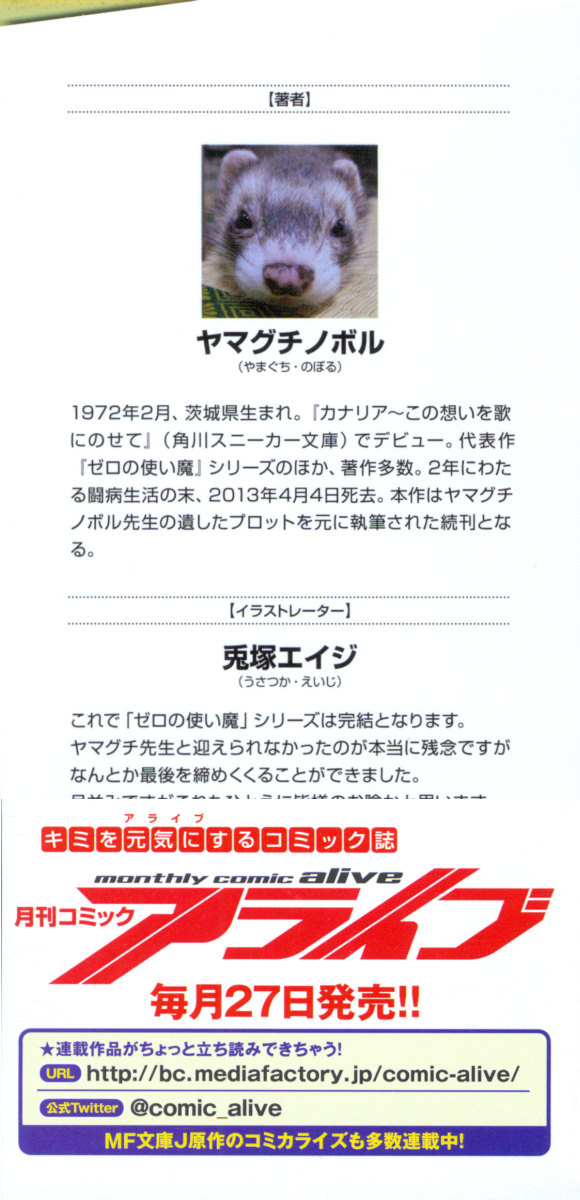 【著者】
ヤマグチノボル
（やまぐち・のぼる）
1972年2月、茨城県生まれ。『カナリア～この想いを歌
にのせて』（角川スニーカー文庫）でデビュー。代表作
『ゼロの使い魔』シリーズのほか、著作多数。2年にわた
る闘病生活の末、2013年4月4日死去。本作はヤマグチ
ノボル先生の遺したプロットを元に執筆された続刊とな
る。
【イラストレーター】
兎塚エイジ
（うさつか・えいじ）
これで「ゼロの使い魔」シリーズは完結となります。
ヤマグチ先生と迎えられなかったのが本当に残念ですが
なんとか最後を締めくくることができました。
アライブ
キミを元気にするコミック誌
monthly comic alive
月刊コミック
アライブ
毎月27日発売!!
★連載作品がちょっと立ち読みできちゃう!
URL http://bc.mediafactory.jp/comic-alive/
公式Twitter @comic_alive
MF文庫J原作のコミカライズも多数連載中!